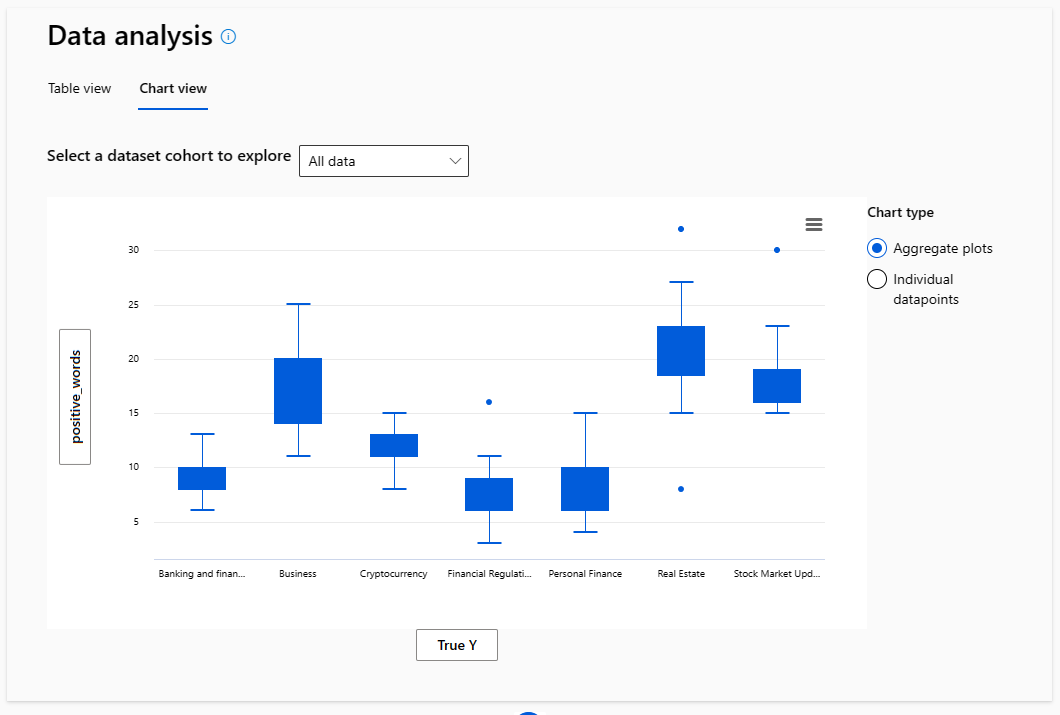 Data analysis
Table view
Chart view
Select a dataset cohort to explore
All data
Chart type
Aggregate plots
Individual
datapoints
30
25
20
15
10
5
positive_words
Banking and finan...
Business
Cryptocurrency
Financial Regulati...
Personal Finance
Real Estate
Stock Market Upd...
True Y